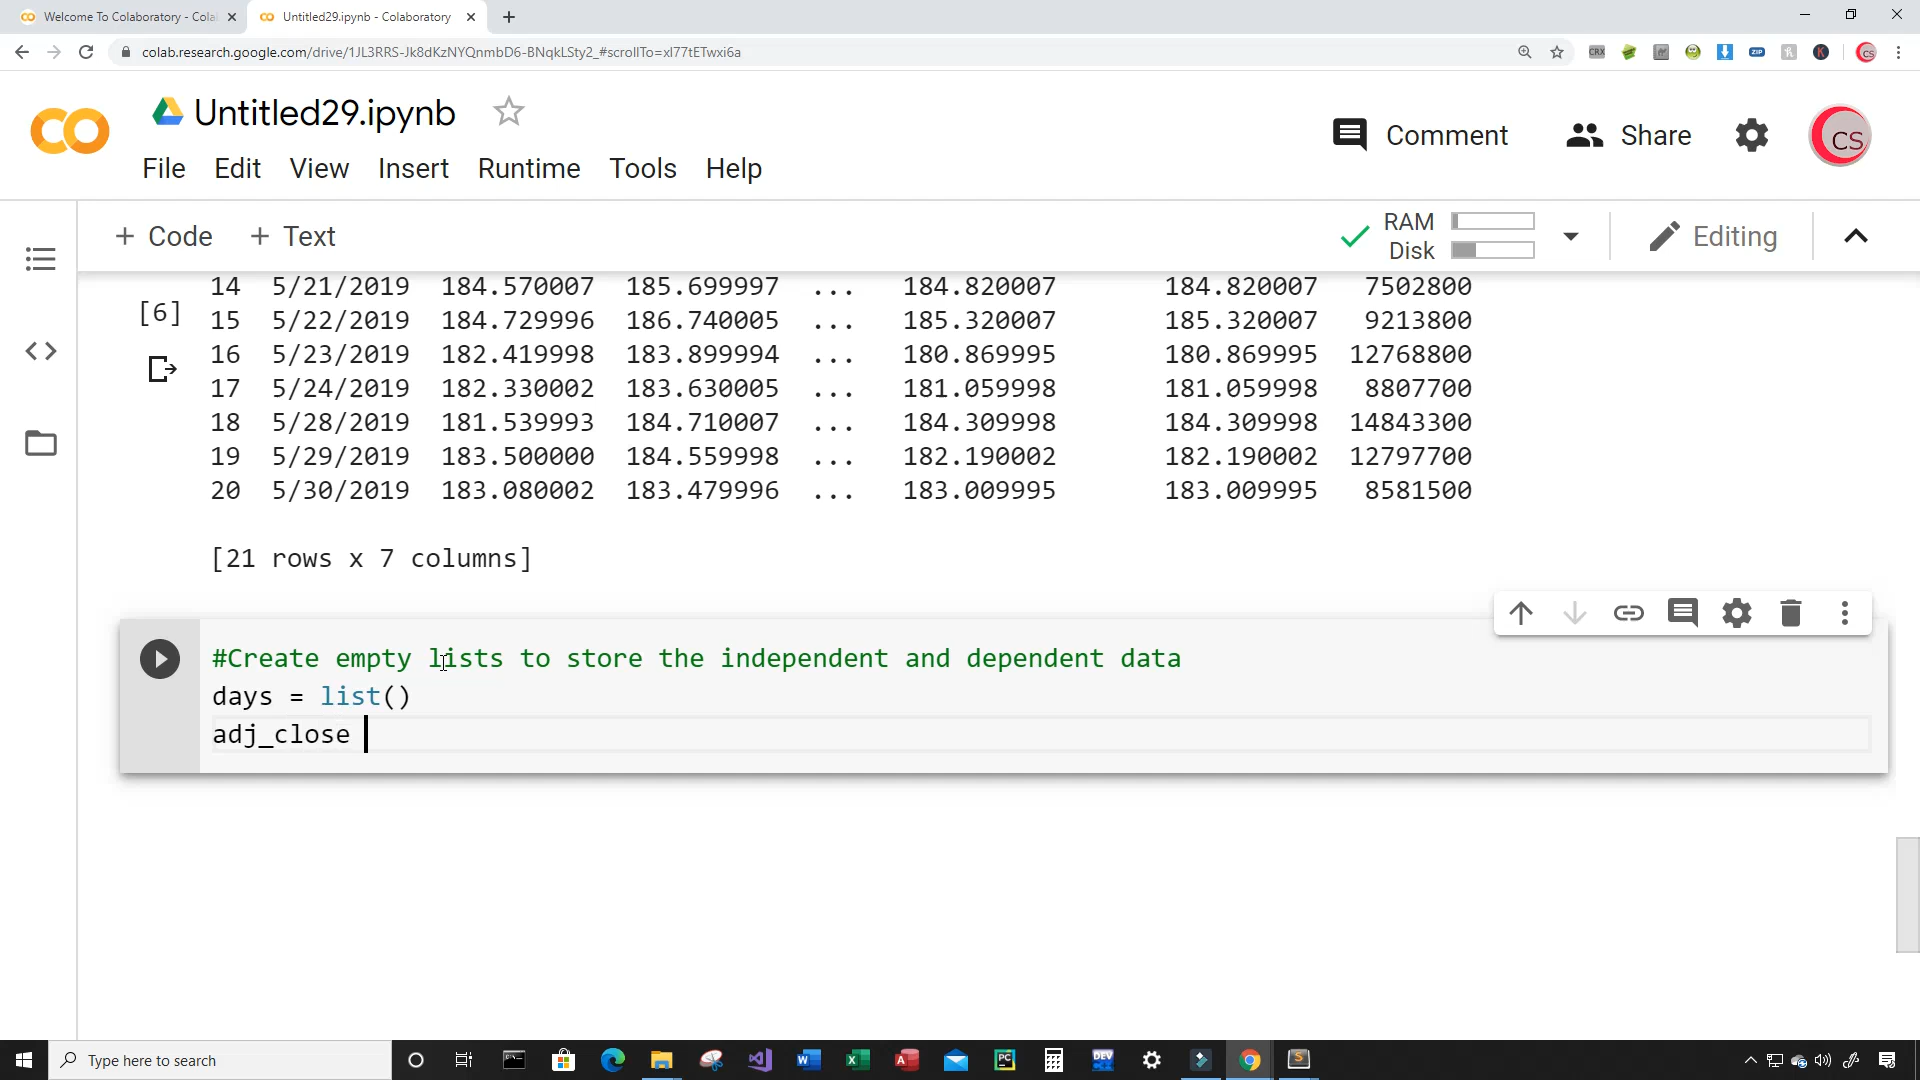 Welcome To Colaboratory - Cola
Untitled29.ipynb - Colaboratory
colab.research.google.com/drive/1JL3RRS-Jk8dKzNYQnmbD6-BNqkLSty2_#scrollTo=xl77tETwxi6a
CRX
ZIP
K
CS
Untitled29.ipynb
Comment
Share
CS
File Edit View Insert Runtime Tools Help
+ Code + Text
RAM
Disk
Editing
[6]
14 5/21/2019 184.570007 185.699997 ... 184.820007 184.820007 7502800
15 5/22/2019 184.729996 186.740005 ... 185.320007 185.320007 9213800
16 5/23/2019 182.419998 183.899994 ... 180.869995 180.869995 12768800
17 5/24/2019 182.330002 183.630005 ... 181.059998 181.059998 8807700
18 5/28/2019 181.539993 184.710007 ... 184.309998 184.309998 14843300
19 5/29/2019 183.500000 184.559998 ... 182.190002 182.190002 12797700
20 5/30/2019 183.080002 183.479996 ... 183.009995 183.009995 8581500
[21 rows x 7 columns]
#Create empty lists to store the independent and dependent data
days = list()
adj_close
Type here to search
PC
DEV
S